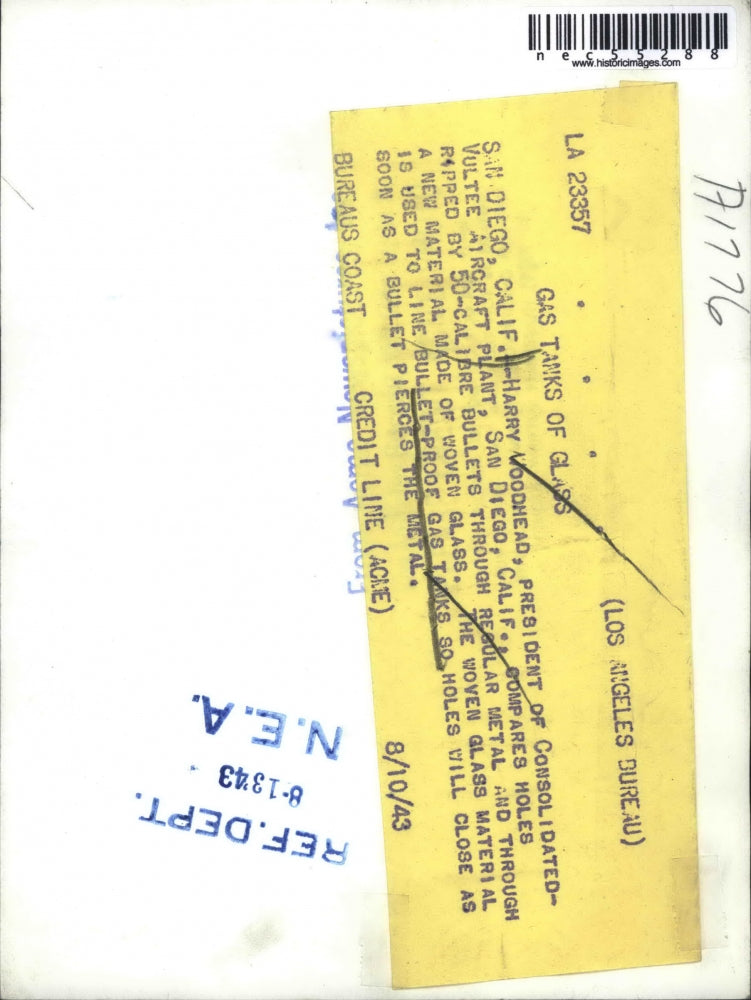 nec55288
www.historicimages.com
A1776
LA 23357 (LOS ANGELES BUREAU)
GAS TANKS OF GLASS
SAN DIEGO, CALIF.--HARRY WOODHEAD, PRESIDENT OF CONSOLIDATED-
VULTEE AIRCRAFT PLANT, SAN DIEGO, CALIF., COMPARES HOLES
RIPPED BY 50-CALIBRE BULLETS THROUGH REGULAR METAL AND THROUGH
A NEW MATERIAL MADE OF WOVEN GLASS. THE WOVEN GLASS MATERIAL
IS USED TO LINE BULLET-PROOF GAS TANKS SO HOLES WILL CLOSE AS
SOON AS A BULLET PIERCES THE METAL.
BUREAUS COAST CREDIT LINE (ACME) 8/10/43
From Acme
REF. DEPT.
8-13-43
N.E.A.